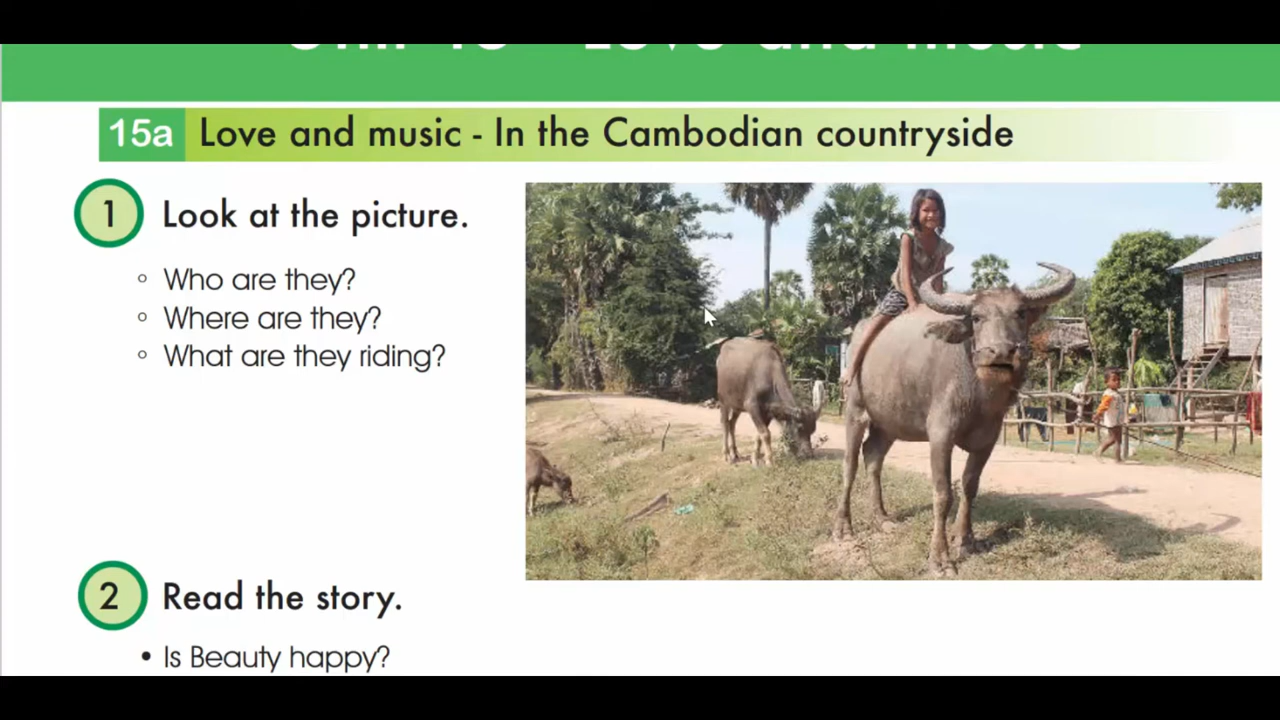 15a Love and music - In the Cambodian countryside
1 Look at the picture.
° Who are they?
° Where are they?
° What are they riding?
2 Read the story.
• Is Beauty happy?